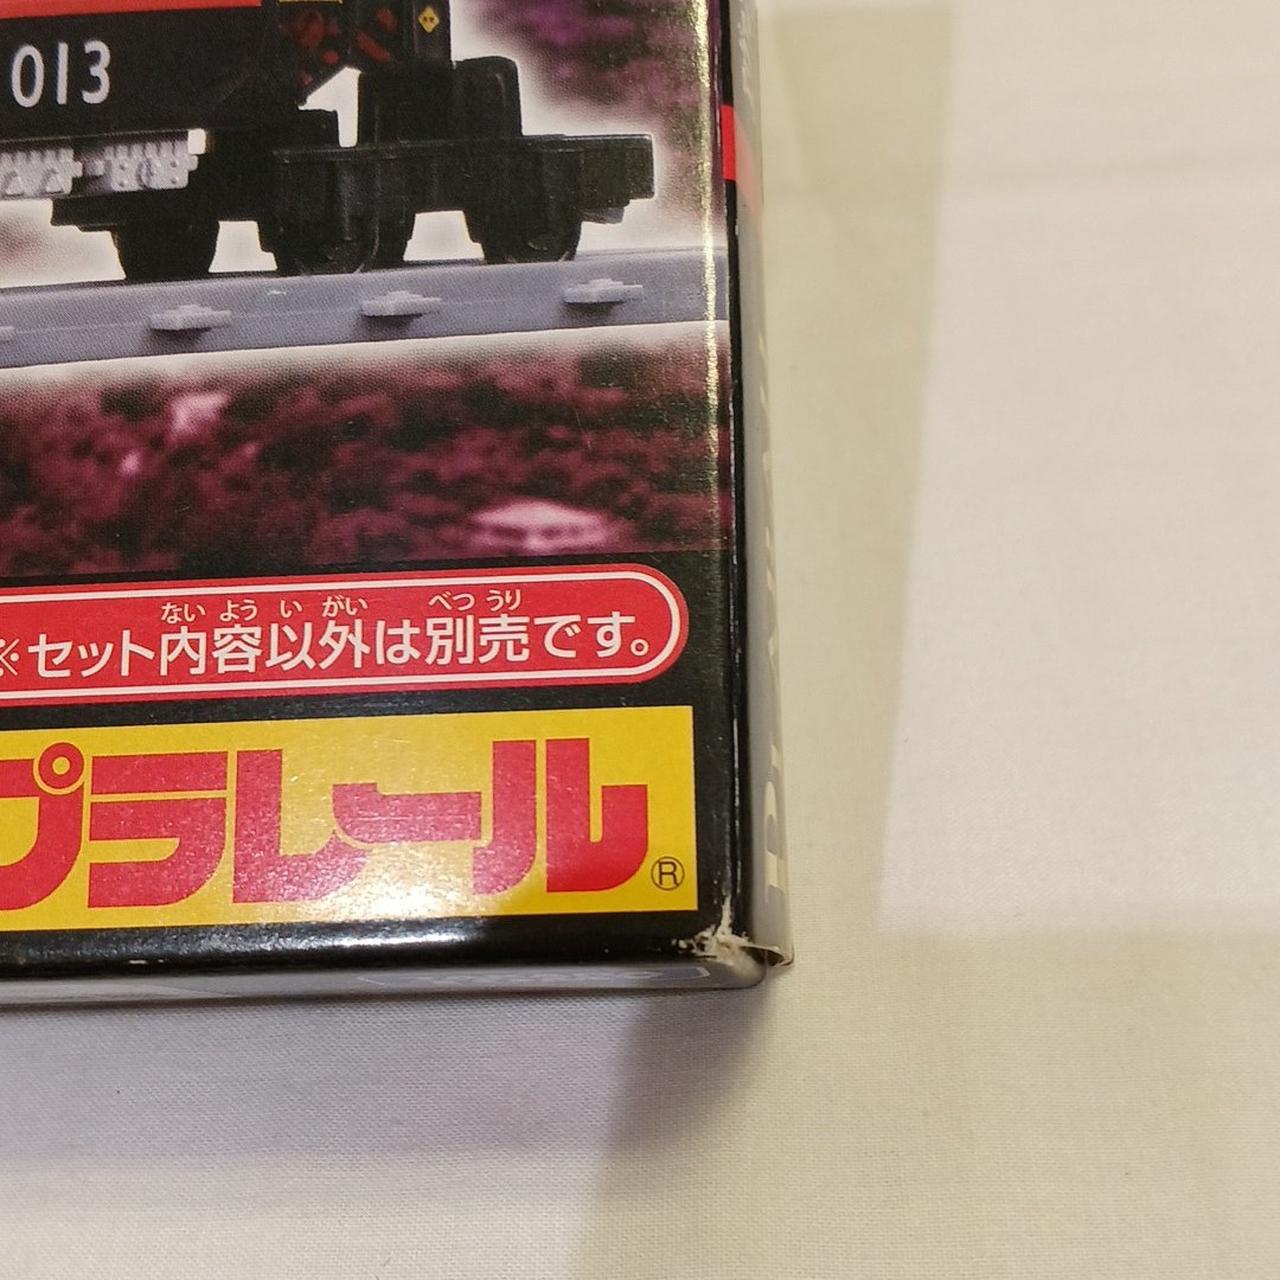 013
ない よう い がい べつ うり
※セット内容以外は別売です。
プラレール®